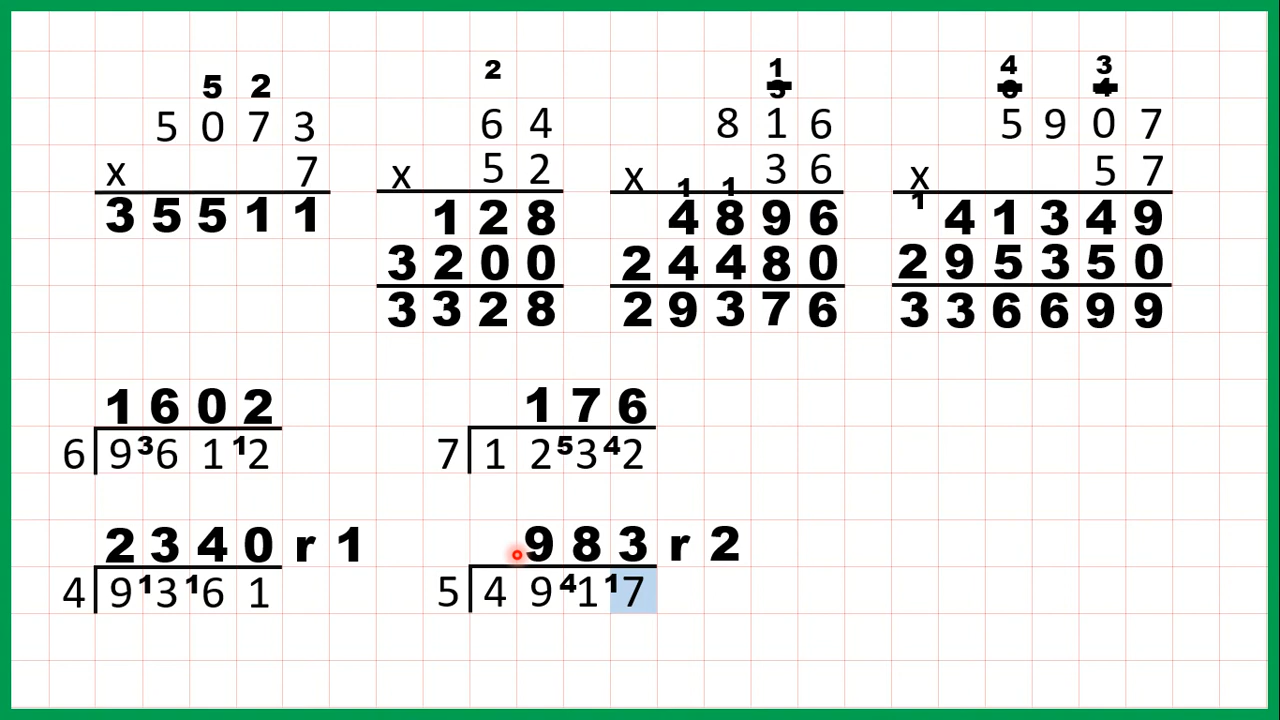 5 2
5 0 7 3
x 7
3 5 5 1 1
2
6 4
x 5 2
1 2 8
3 2 0 0
3 3 2 8
1
3
8 1 6
x 3 6
1 1
4 8 9 6
2 4 4 8 0
2 9 3 7 6
4 3
4
5 9 0 7
x 5 7
1
4 1 3 4 9
2 9 5 3 5 0
3 3 6 6 9 9
1 6 0 2
6 9 3 6 1 1 2
1 7 6
7 1 2 5 3 4 2
2 3 4 0 r 1
4 9 1 3 1 6 1
9 8 3 r 2
5 4 9 4 1 1 7